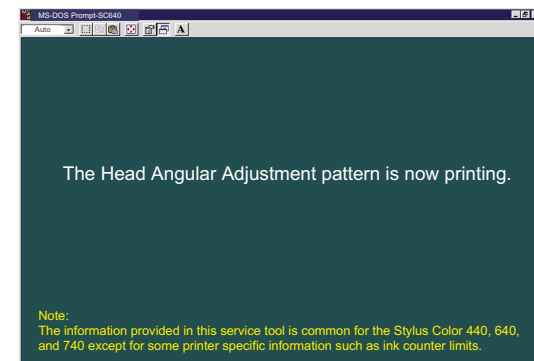 MS-DOS Prompt-SC640
Auto
A
The Head Angular Adjustment pattern is now printing.
Note:
The information provided in this service tool is common for the Stylus Color 440, 640,
and 740 except for some printer specific information such as ink counter limits.